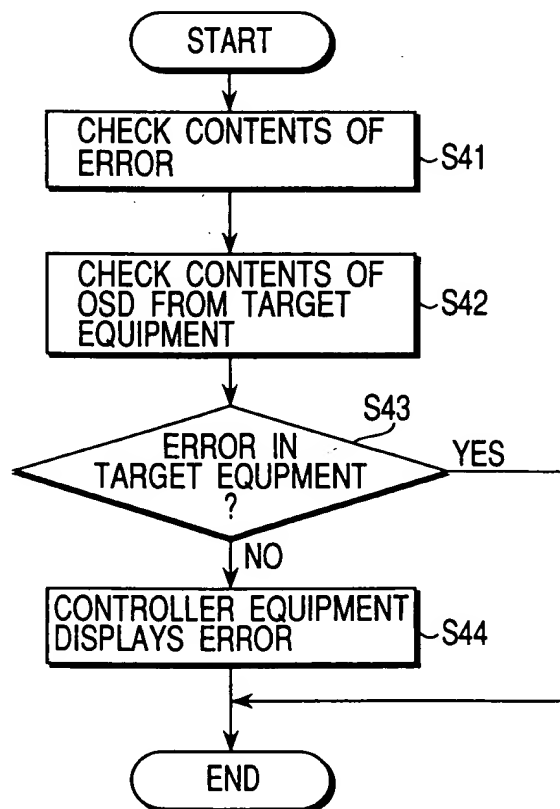 START
CHECK CONTENTS OF
ERROR
S41
CHECK CONTENTS OF
OSD FROM TARGET
EQUIPMENT
S42
S43
ERROR IN
TARGET EQUPMENT
?
YES
NO
CONTROLLER EQUIPMENT
DISPLAYS ERROR
S44
END